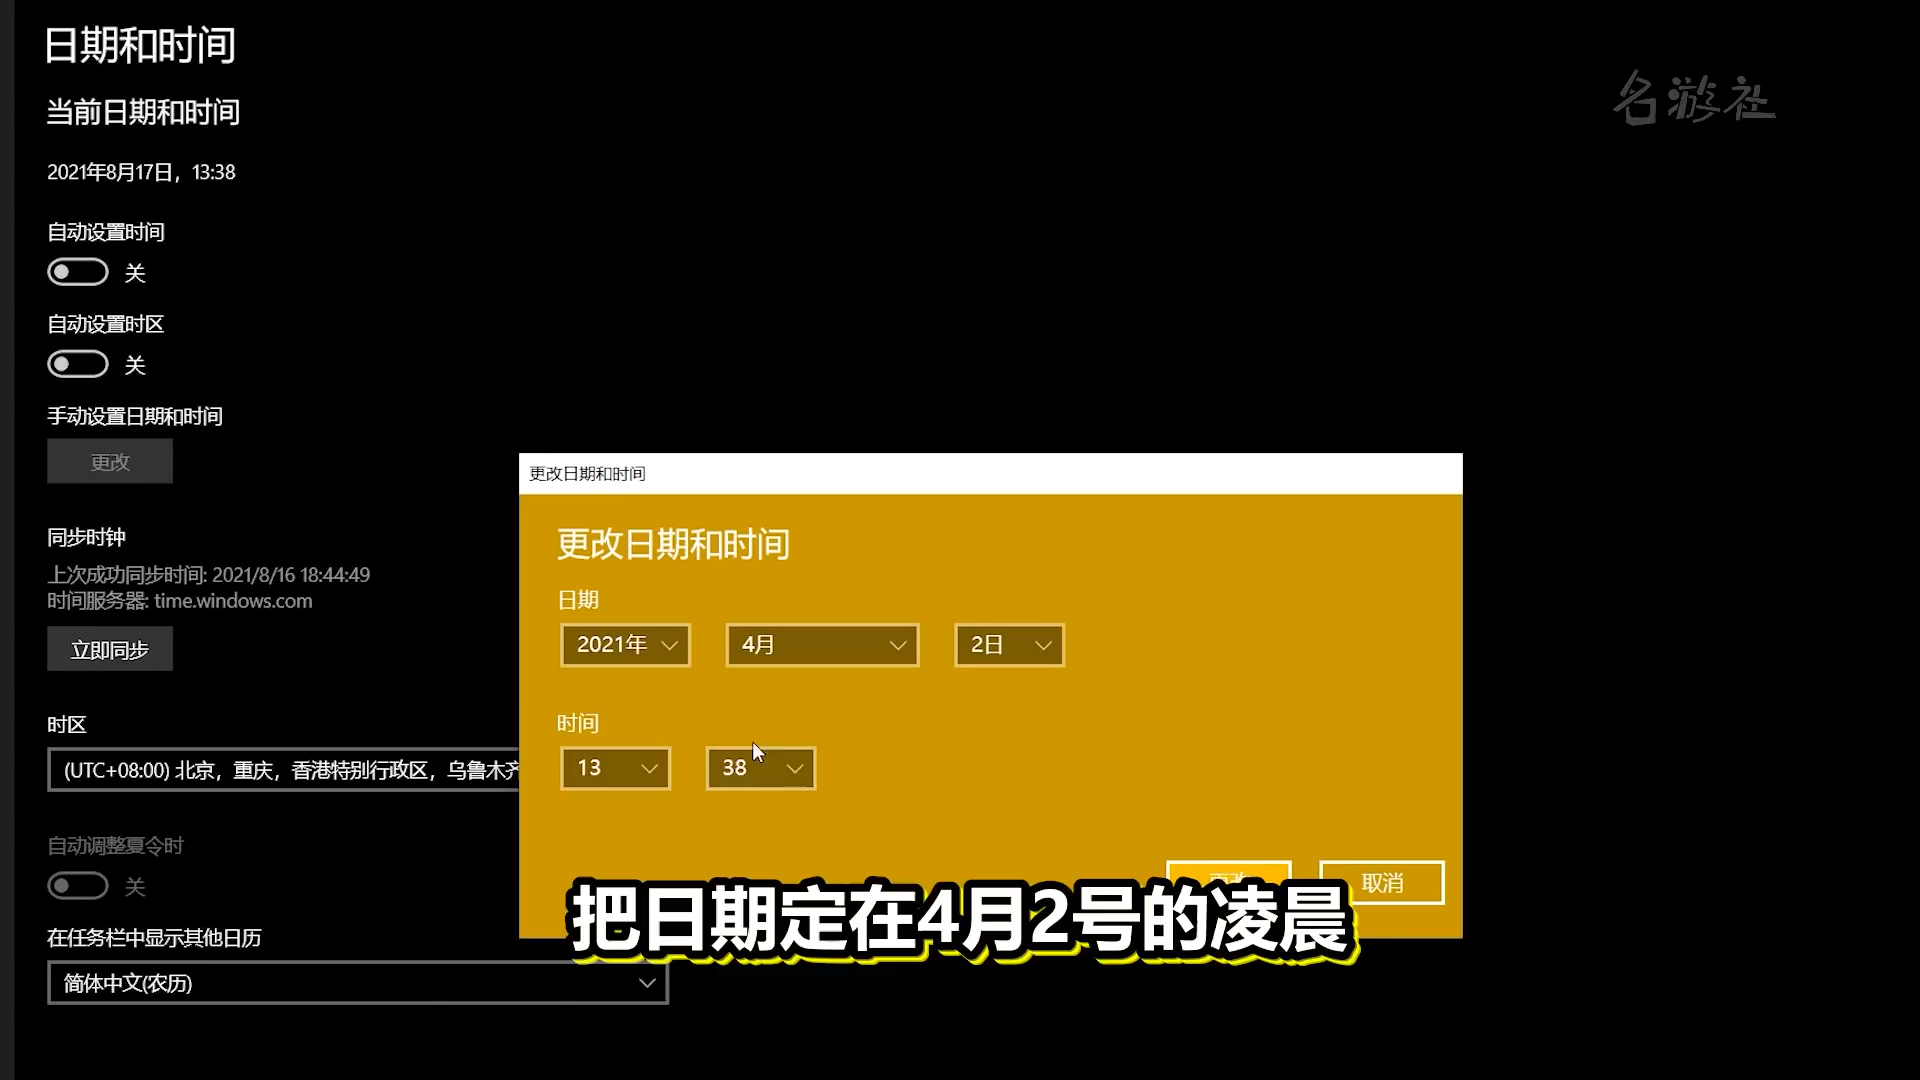 日期和时间
名游社
当前日期和时间
2021年8月17日，13:38
自动设置时间
关
自动设置时区
关
手动设置日期和时间
更改
同步时钟
上次成功同步时间: 2021/8/16 18:44:49
时间服务器: time.windows.com
立即同步
时区
(UTC+08:00) 北京，重庆，香港特别行政区，乌鲁木齐
自动调整夏令时
关
在任务栏中显示其他日历
简体中文(农历)
更改日期和时间
更改日期和时间
日期
2021年 4月 2日
时间
13 38
更改 取消
把日期定在4月2号的凌晨